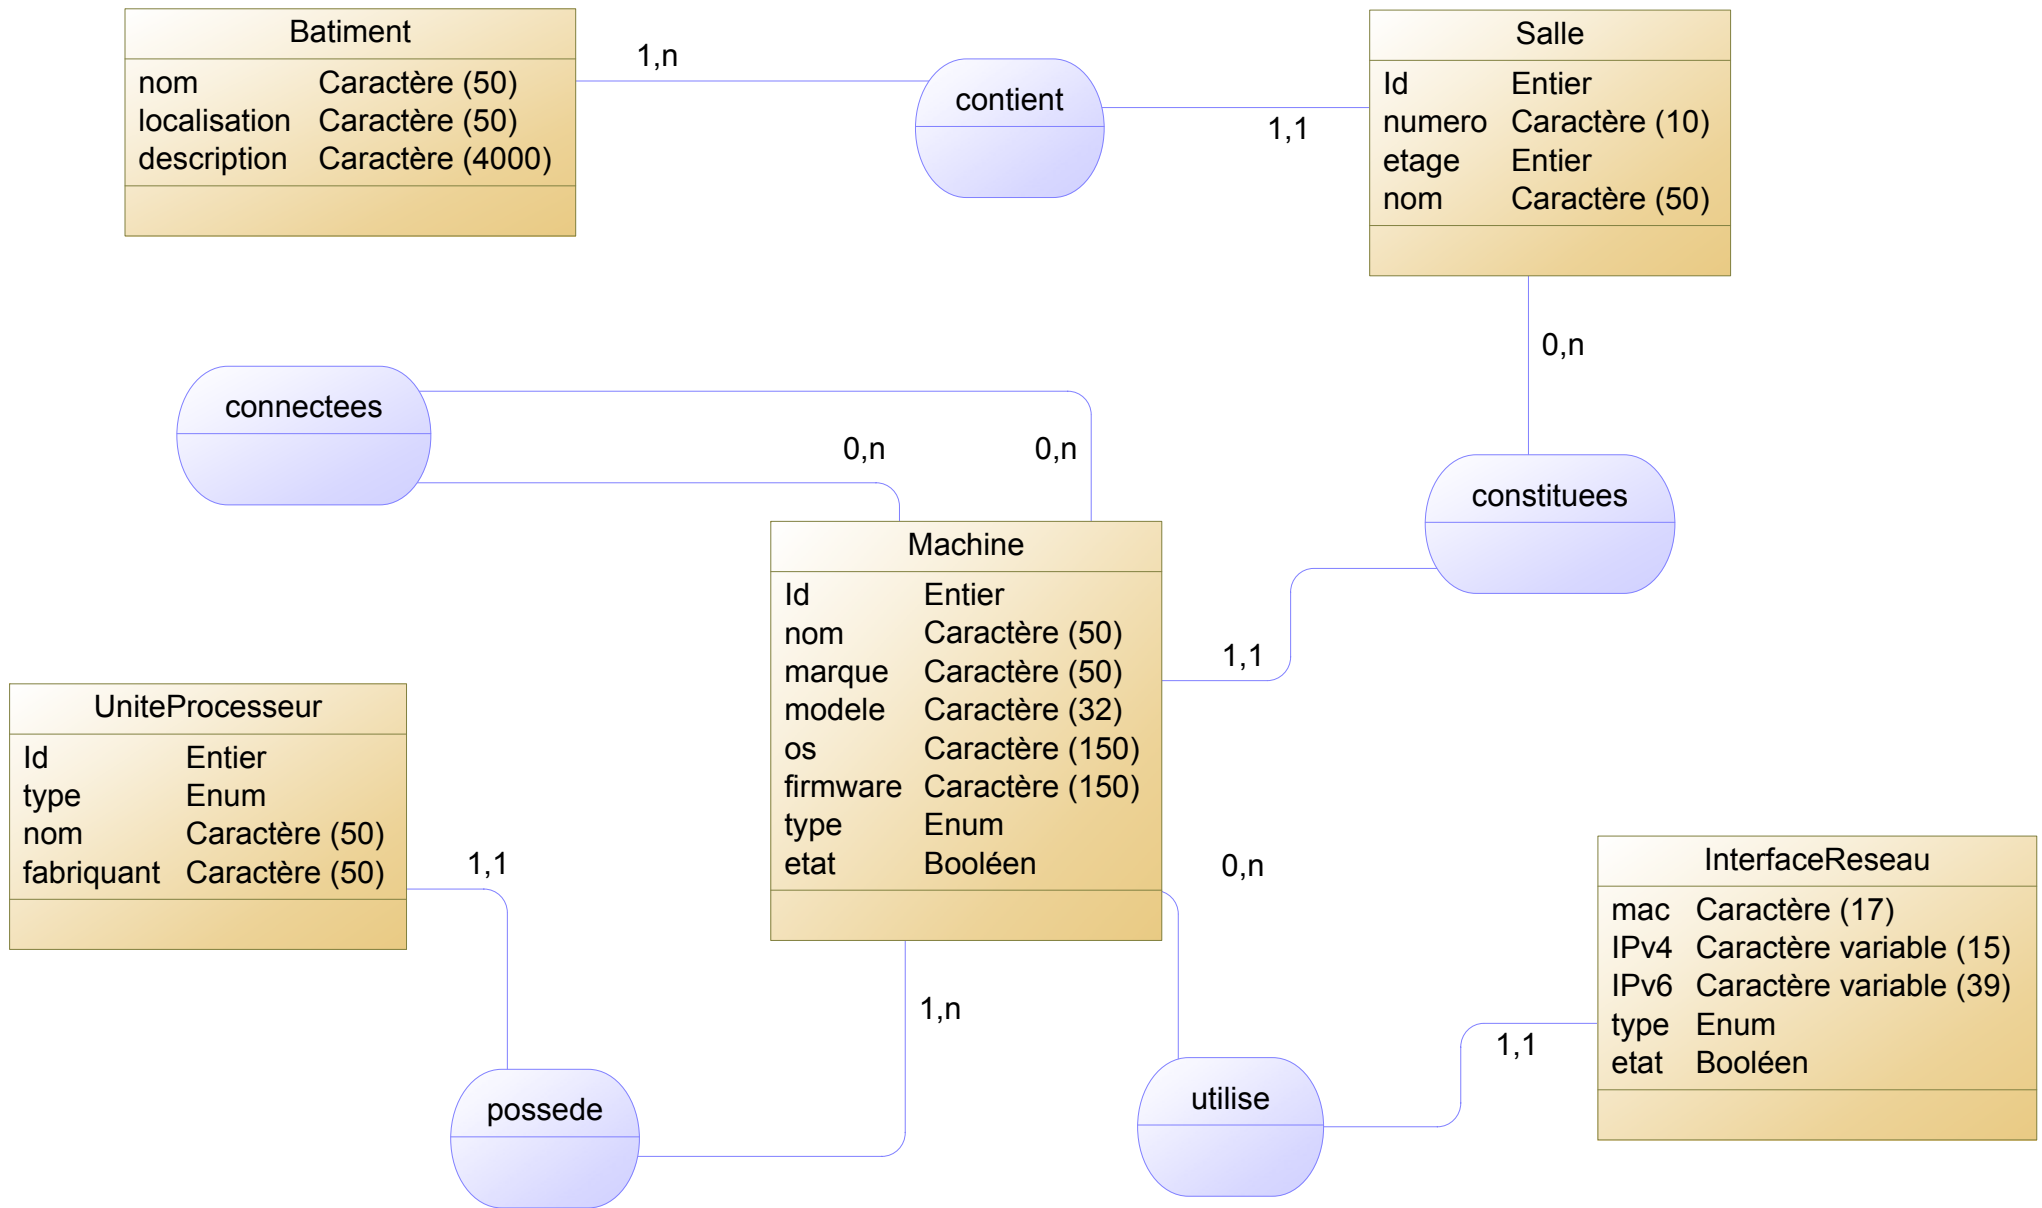 Batiment
nom Caractère (50)
localisation Caractère (50)
description Caractère (4000)
1,n
contient
1,1
Salle
Id Entier
numero Caractère (10)
etage Entier
nom Caractère (50)
0,n
connectees
0,n
0,n
constituees
Machine
Id Entier
nom Caractère (50)
marque Caractère (50)
modele Caractère (32)
os Caractère (150)
firmware Caractère (150)
type Enum
etat Booléen
1,1
UniteProcesseur
Id Entier
type Enum
nom Caractère (50)
fabriquant Caractère (50)
1,1
0,n
InterfaceReseau
mac Caractère (17)
IPv4 Caractère variable (15)
IPv6 Caractère variable (39)
type Enum
etat Booléen
1,n
1,1
possede
utilise